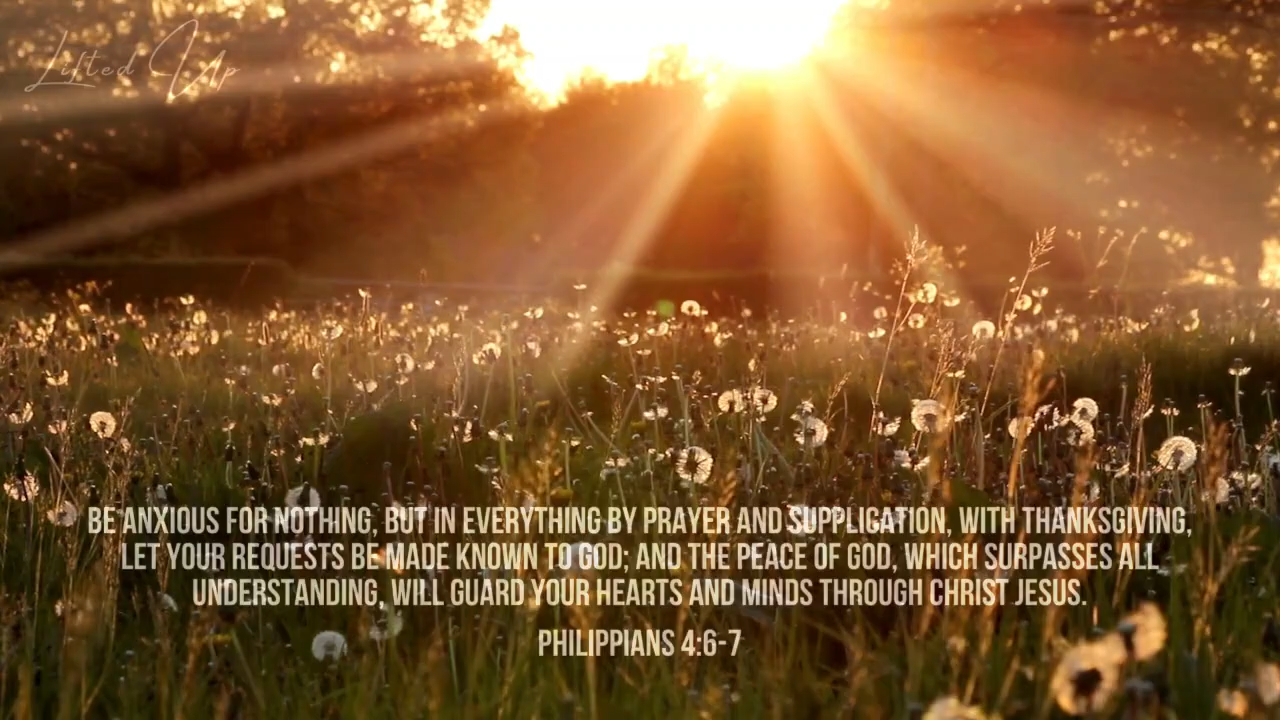 Lifted Up
BE ANXIOUS FOR NOTHING, BUT IN EVERYTHING BY PRAYER AND SUPPLICATION, WITH THANKSGIVING,
LET YOUR REQUESTS BE MADE KNOWN TO GOD; AND THE PEACE OF GOD, WHICH SURPASSES ALL
UNDERSTANDING, WILL GUARD YOUR HEARTS AND MINDS THROUGH CHRIST JESUS.
PHILIPPIANS 4:6-7